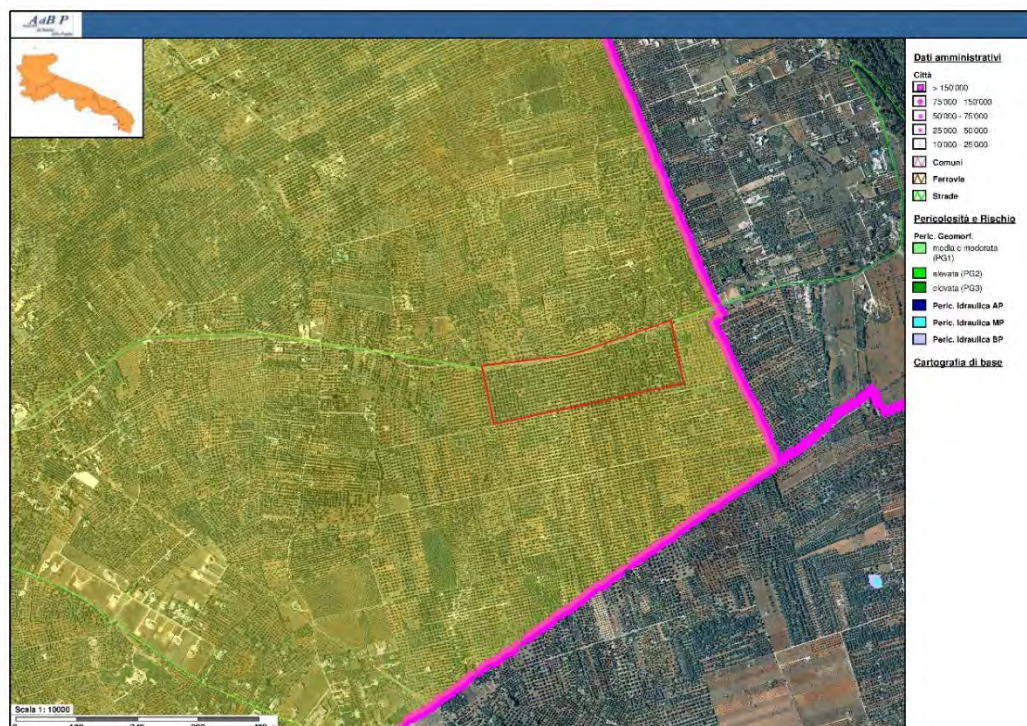 AdB P
Dati amministrativi
Città
> 150'000
75'000 - 150'000
50'000 - 75'000
25'000 - 50'000
10'000 - 25'000
Comuni
Ferrovie
Strade
Pericolosità e Rischio
Peric. Geomorf.
media e moderata
(PG1)
elevata (PG2)
(PG3)
Peric. Idraulica AP
Peric. Idraulica MP
Peric. Idraulica BP
Cartografia di base
Scala 1: 10000
0